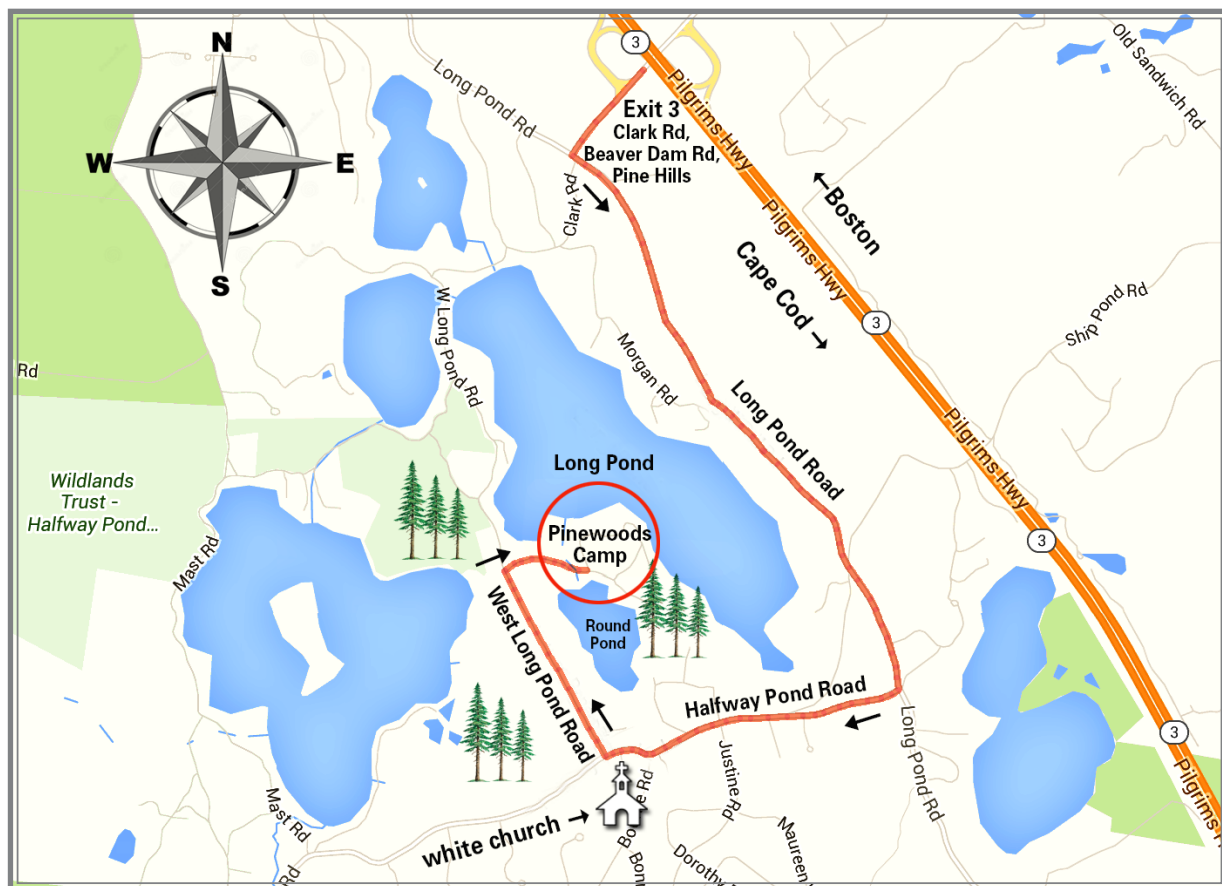 N
W
E
S
3
Long Pond Rd
Old Sandwich Rd
Pilgrims Hwy
Exit 3
Clark Rd,
Beaver Dam Rd,
Pine Hills
Clark Rd
←Boston
Pilgrims Hwy
Cape Cod →
3
Ship Pond Rd
W Long Pond Rd
Morgan Rd
Rd
Long Pond Road
Pilgrims Hwy
Long Pond
Wildlands
Trust -
Halfway Pond...
Mast Rd
Pinewoods
Camp
3
West Long Pond Road
Round
Pond
Halfway Pond Road
Long Pond Rd
3
Justine Rd
Pilgrims H
Mast Rd
white church →
Rd
Maureen
Dorothy
Rd